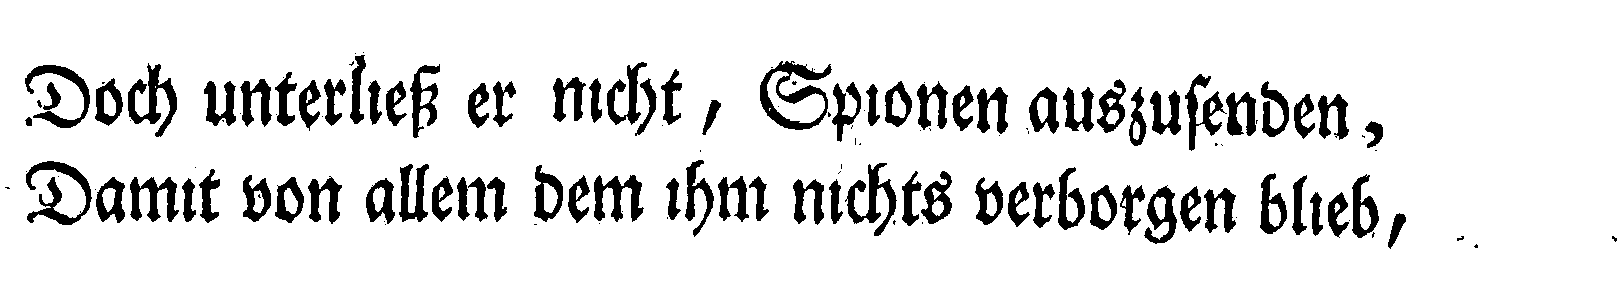 Doch unterließ er nicht, Spionen auszuſenden,
Damit von allem dem ihm nichts verborgen blieb,